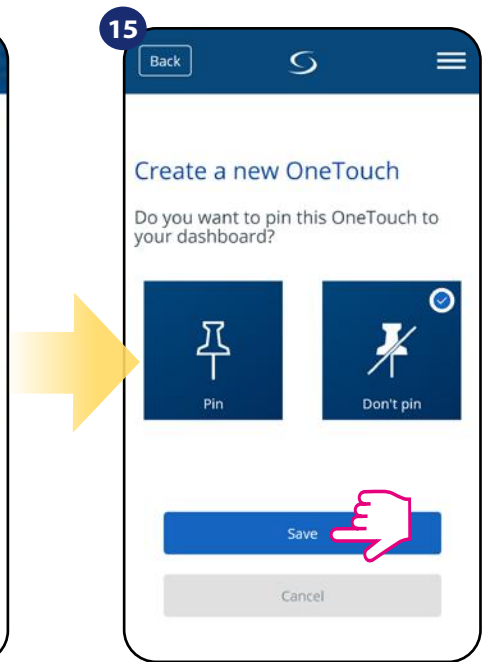 15
Back
Create a new OneTouch
Do you want to pin this OneTouch to
your dashboard?
Pin
Don't pin
Save
Cancel